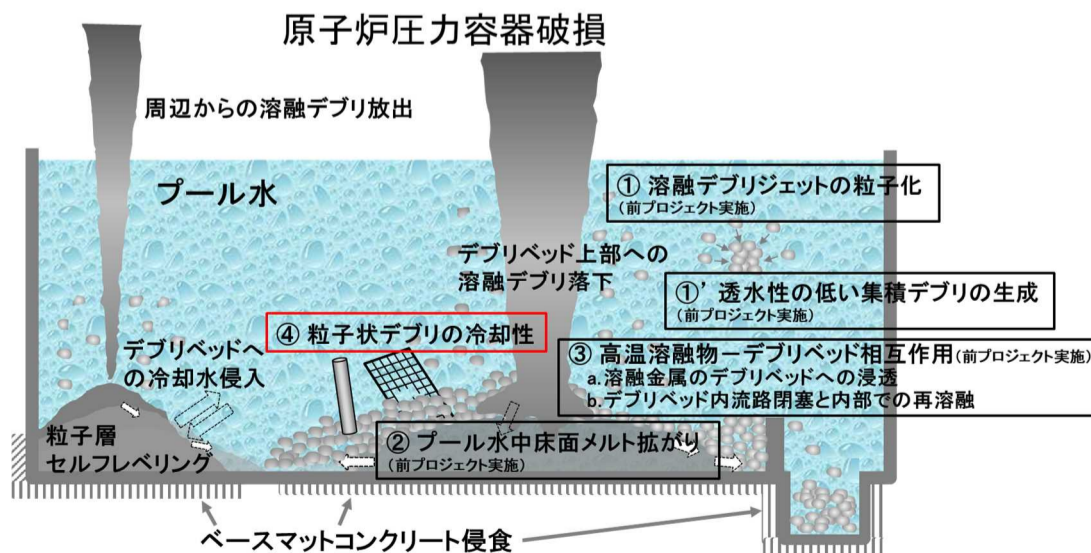 原子炉圧力容器破損
周辺からの溶融デブリ放出
プール水
① 溶融デブリジェットの粒子化
(前プロジェクト実施)
デブリベッド上部への
溶融デブリ落下
①’ 透水性の低い集積デブリの生成
(前プロジェクト実施)
④ 粒子状デブリの冷却性
デブリベッドへ
の冷却水侵入
③ 高温溶融物ーデブリベッド相互作用(前プロジェクト実施)
a.溶融金属のデブリベッドへの浸透
b.デブリベッド内流路閉塞と内部での再溶融
粒子層
セルフレベリング
② プール水中床面メルト拡がり
(前プロジェクト実施)
ベースマットコンクリート侵食